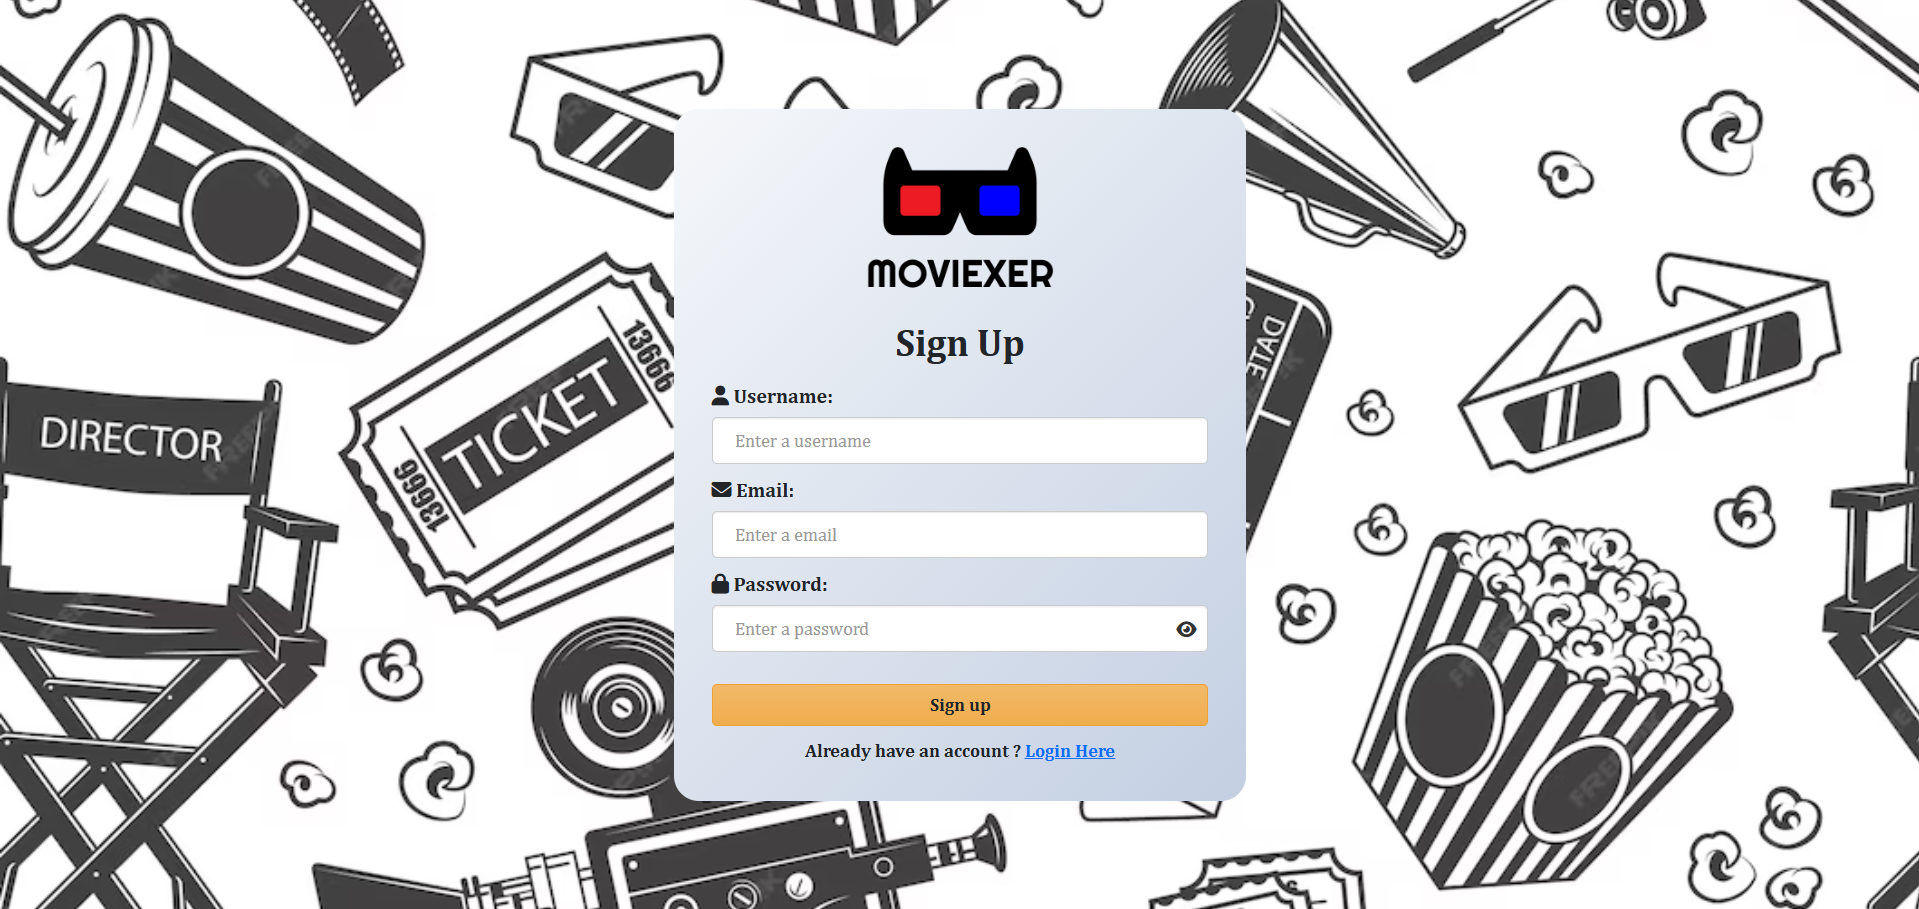 MOVIEXER
Sign Up
Username:
Enter a username
Email:
Enter a email
Password:
Enter a password
Sign up
Already have an account ? Login Here
DIRECTOR
13666
TICKET
13666
DATE